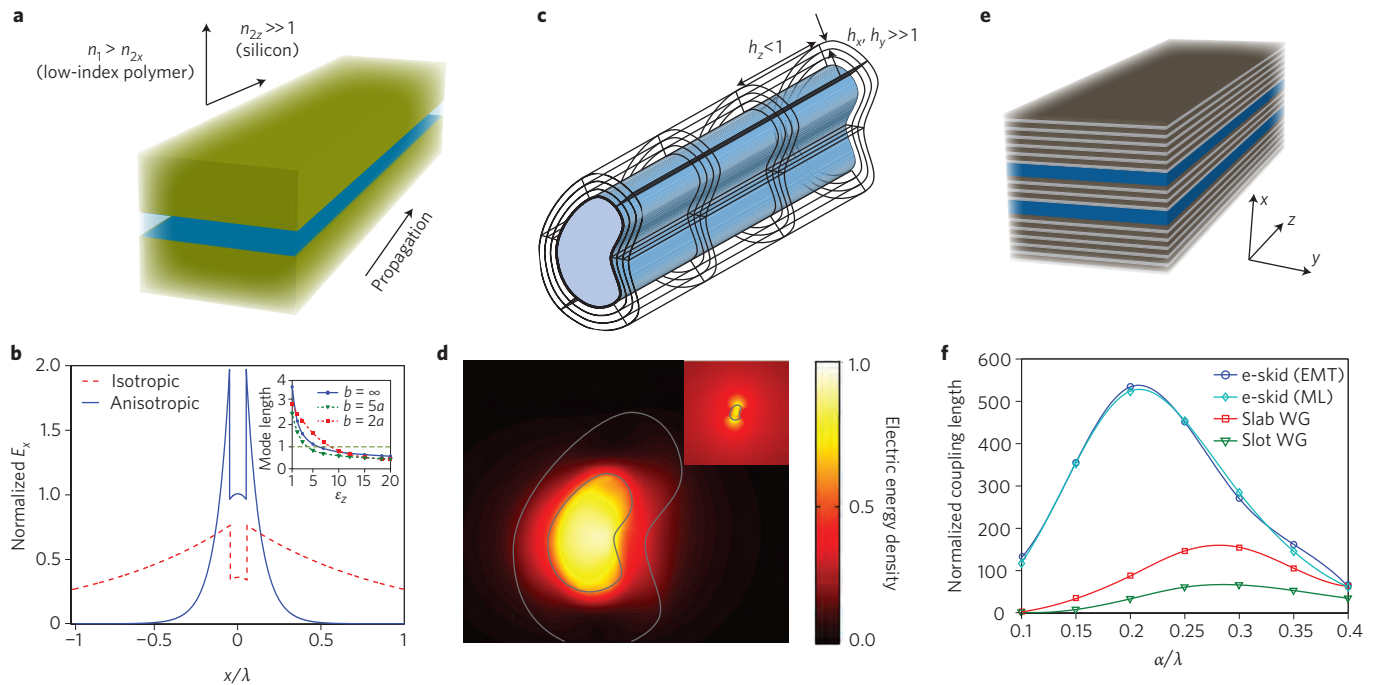 a
n₁ > n₂ₓ
(low-index polymer)
n₂z >> 1
(silicon)
Propagation
b
Normalized Eₓ
2.0
1.5
1.0
0.5
0
−1
−0.5
0
0.5
1
x/λ
Isotropic
Anisotropic
Mode length
4
3
2
1
0
1
5
10
15
20
εz
b = ∞
b = 5a
b = 2a
c
hz<1
hₓ, hy>>1
d
1.0
0.5
0.0
Electric energy density
e
x
z
y
f
Normalized coupling length
600
500
400
300
200
100
0
0.1
0.15
0.2
0.25
0.3
0.35
0.4
α/λ
e-skid (EMT)
e-skid (ML)
Slab WG
Slot WG